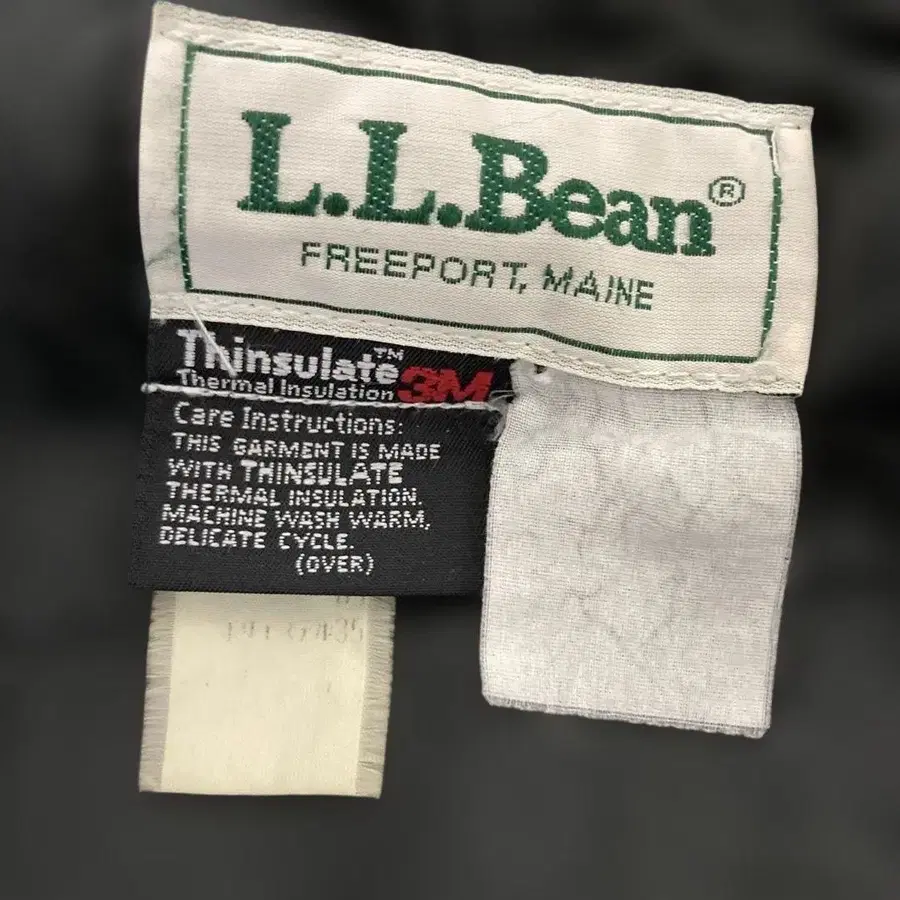 L.L.Bean®
FREEPORT, MAINE
Thinsulate™
Thermal Insulation 3M
Care Instructions:
THIS GARMENT IS MADE
WITH THINSULATE
THERMAL INSULATION.
MACHINE WASH WARM,
DELICATE CYCLE.
(OVER)